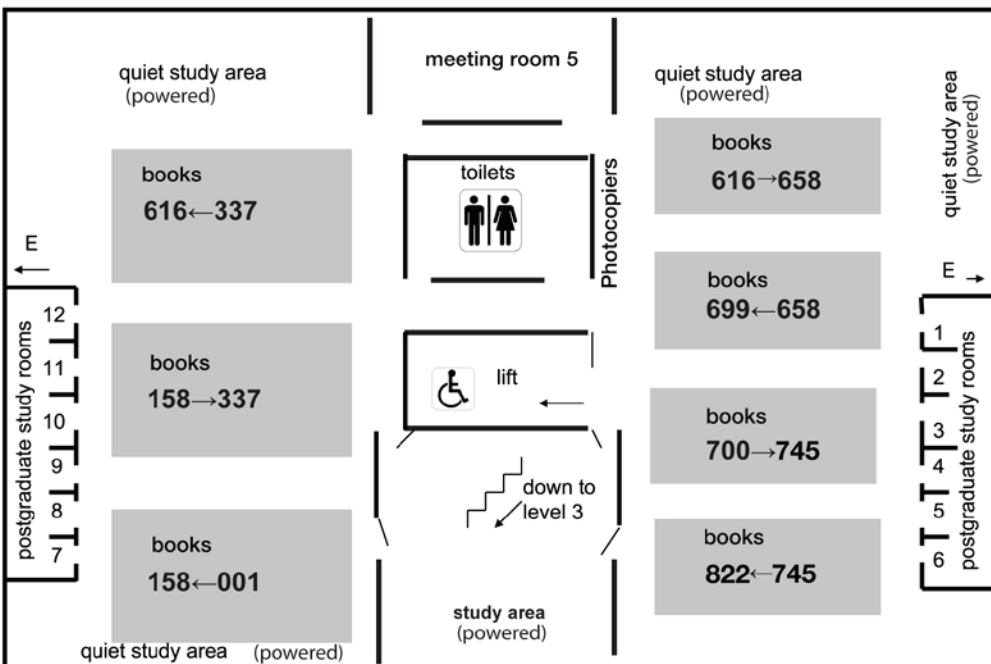 meeting room 5
quiet study area
(powered)
quiet study area
(powered)
quiet study area
(powered)
books
616←337
toilets
Photocopiers
books
616→658
E
←
E
→
books
699←658
postgraduate study rooms
12
11
10
9
8
7
books
158→337
lift
←
books
700→745
1
2
3
4
5
6
postgraduate study rooms
down to
level 3
books
158←001
books
822←745
study area
(powered)
quiet study area (powered)